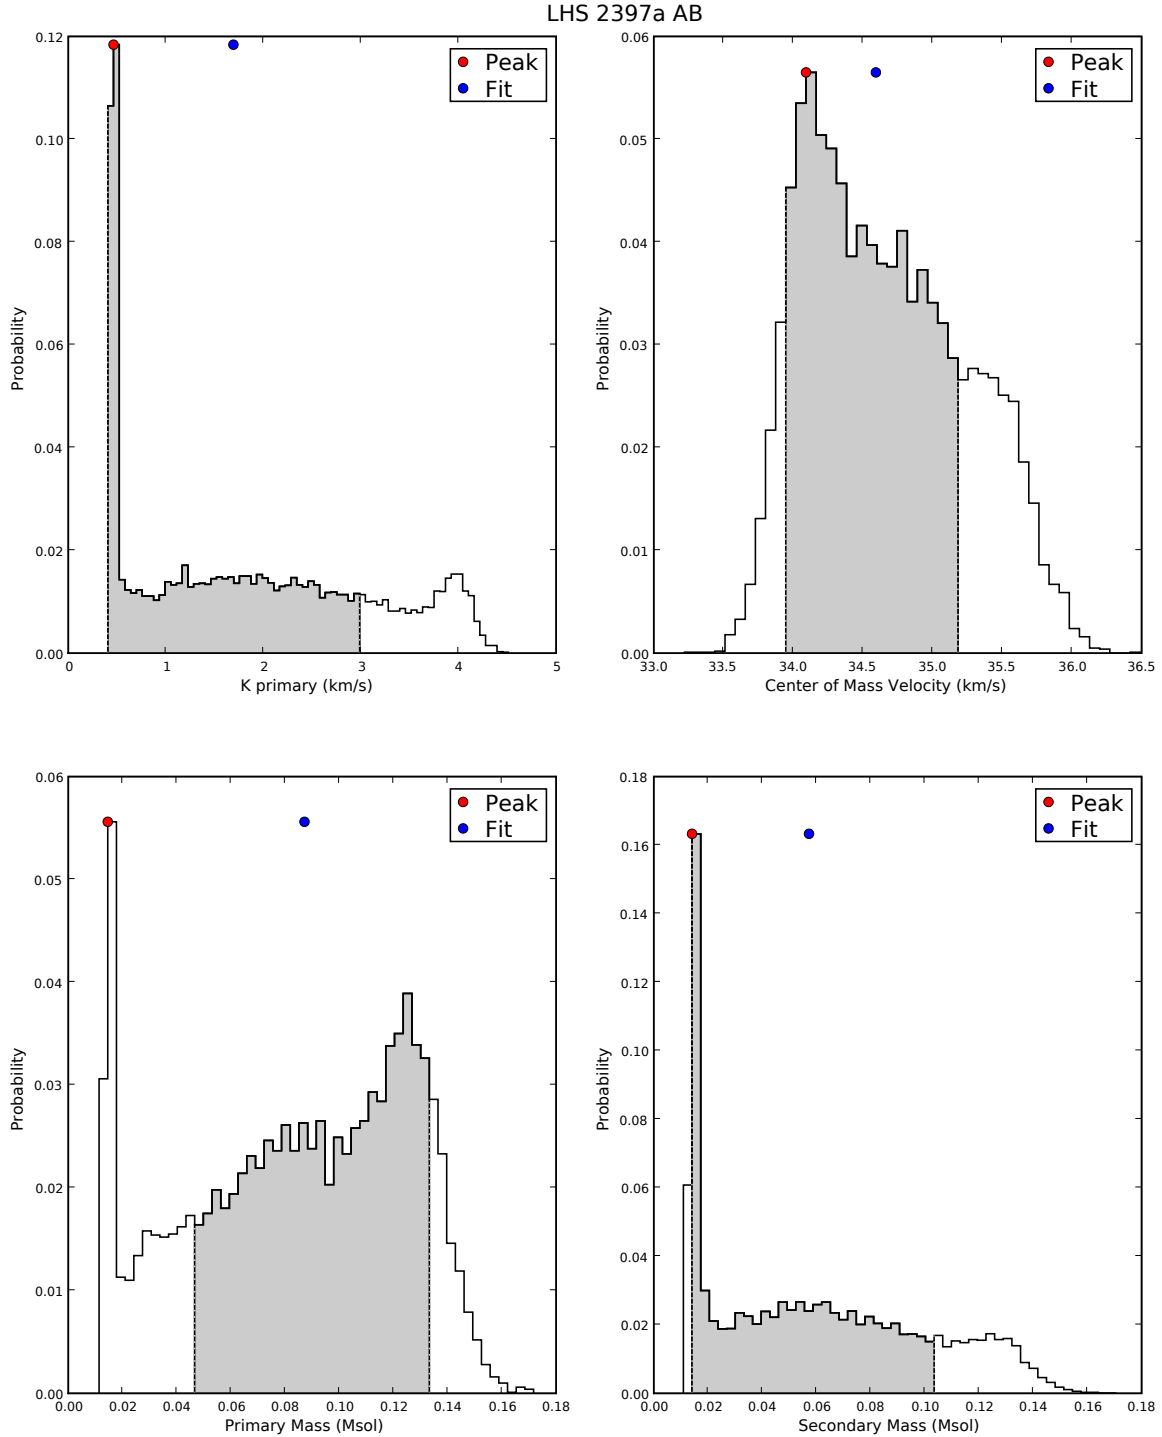 LHS 2397a AB
0.12
0.10
0.08
0.06
0.04
0.02
0.00
Probability
0 1 2 3 4 5
K primary (km/s)
Peak
Fit
0.06
0.05
0.04
0.03
0.02
0.01
0.00
Probability
33.0 33.5 34.0 34.5 35.0 35.5 36.0 36.5
Center of Mass Velocity (km/s)
Peak
Fit
0.06
0.05
0.04
0.03
0.02
0.01
0.00
Probability
0.00 0.02 0.04 0.06 0.08 0.10 0.12 0.14 0.16 0.18
Primary Mass (Msol)
Peak
Fit
0.18
0.16
0.14
0.12
0.10
0.08
0.06
0.04
0.02
0.00
Probability
0.00 0.02 0.04 0.06 0.08 0.10 0.12 0.14 0.16 0.18
Secondary Mass (Msol)
Peak
Fit